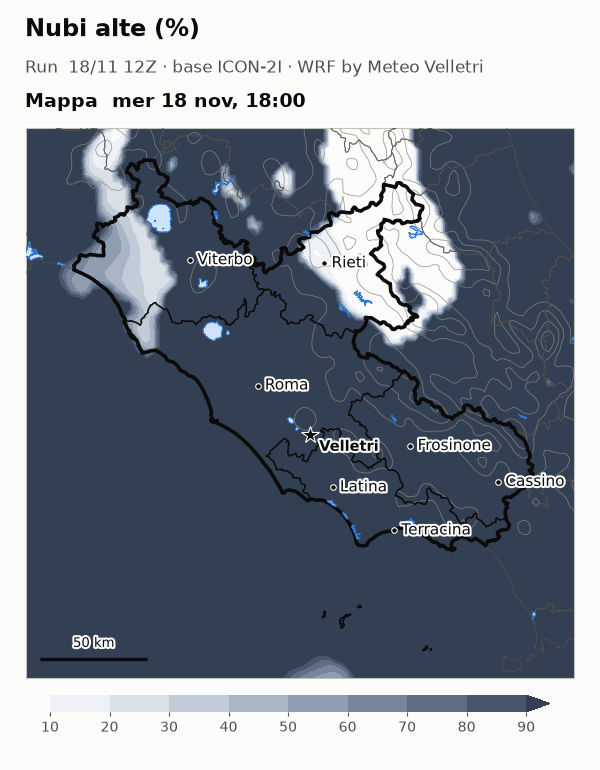 Nubi alte (%)
Run  18/11 12Z · base ICON-2I · WRF by Meteo Velletri
Mappa  mer 18 nov, 18:00
Viterbo
Rieti
Roma
Velletri
Frosinone
Cassino
Latina
Terracina
50 km
10 20 30 40 50 60 70 80 90